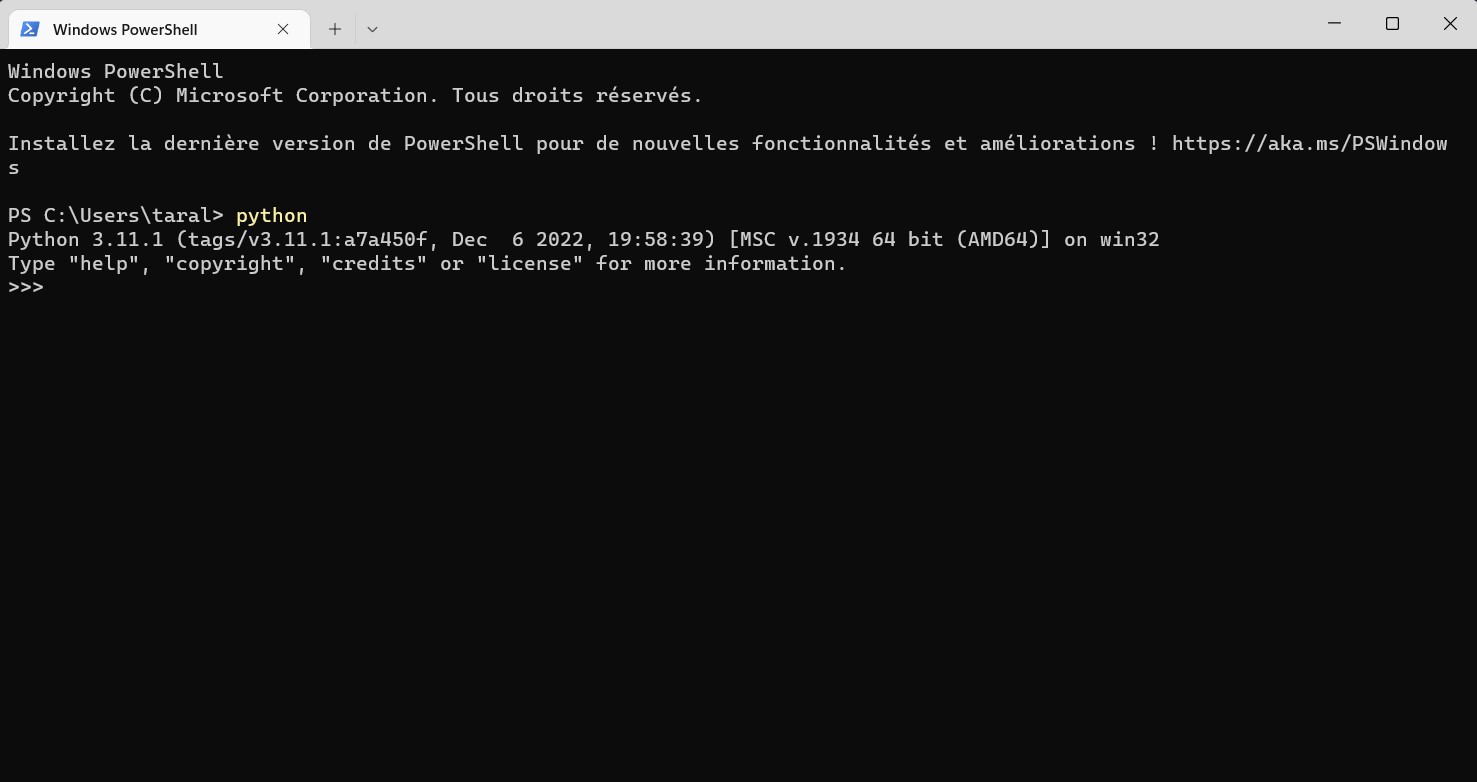 Windows PowerShell
Windows PowerShell
Copyright (C) Microsoft Corporation. Tous droits réservés.
Installez la dernière version de PowerShell pour de nouvelles fonctionnalités et améliorations ! https://aka.ms/PSWindow
s
PS C:\Users\taral> python
Python 3.11.1 (tags/v3.11.1:a7a450f, Dec  6 2022, 19:58:39) [MSC v.1934 64 bit (AMD64)] on win32
Type "help", "copyright", "credits" or "license" for more information.
>>>